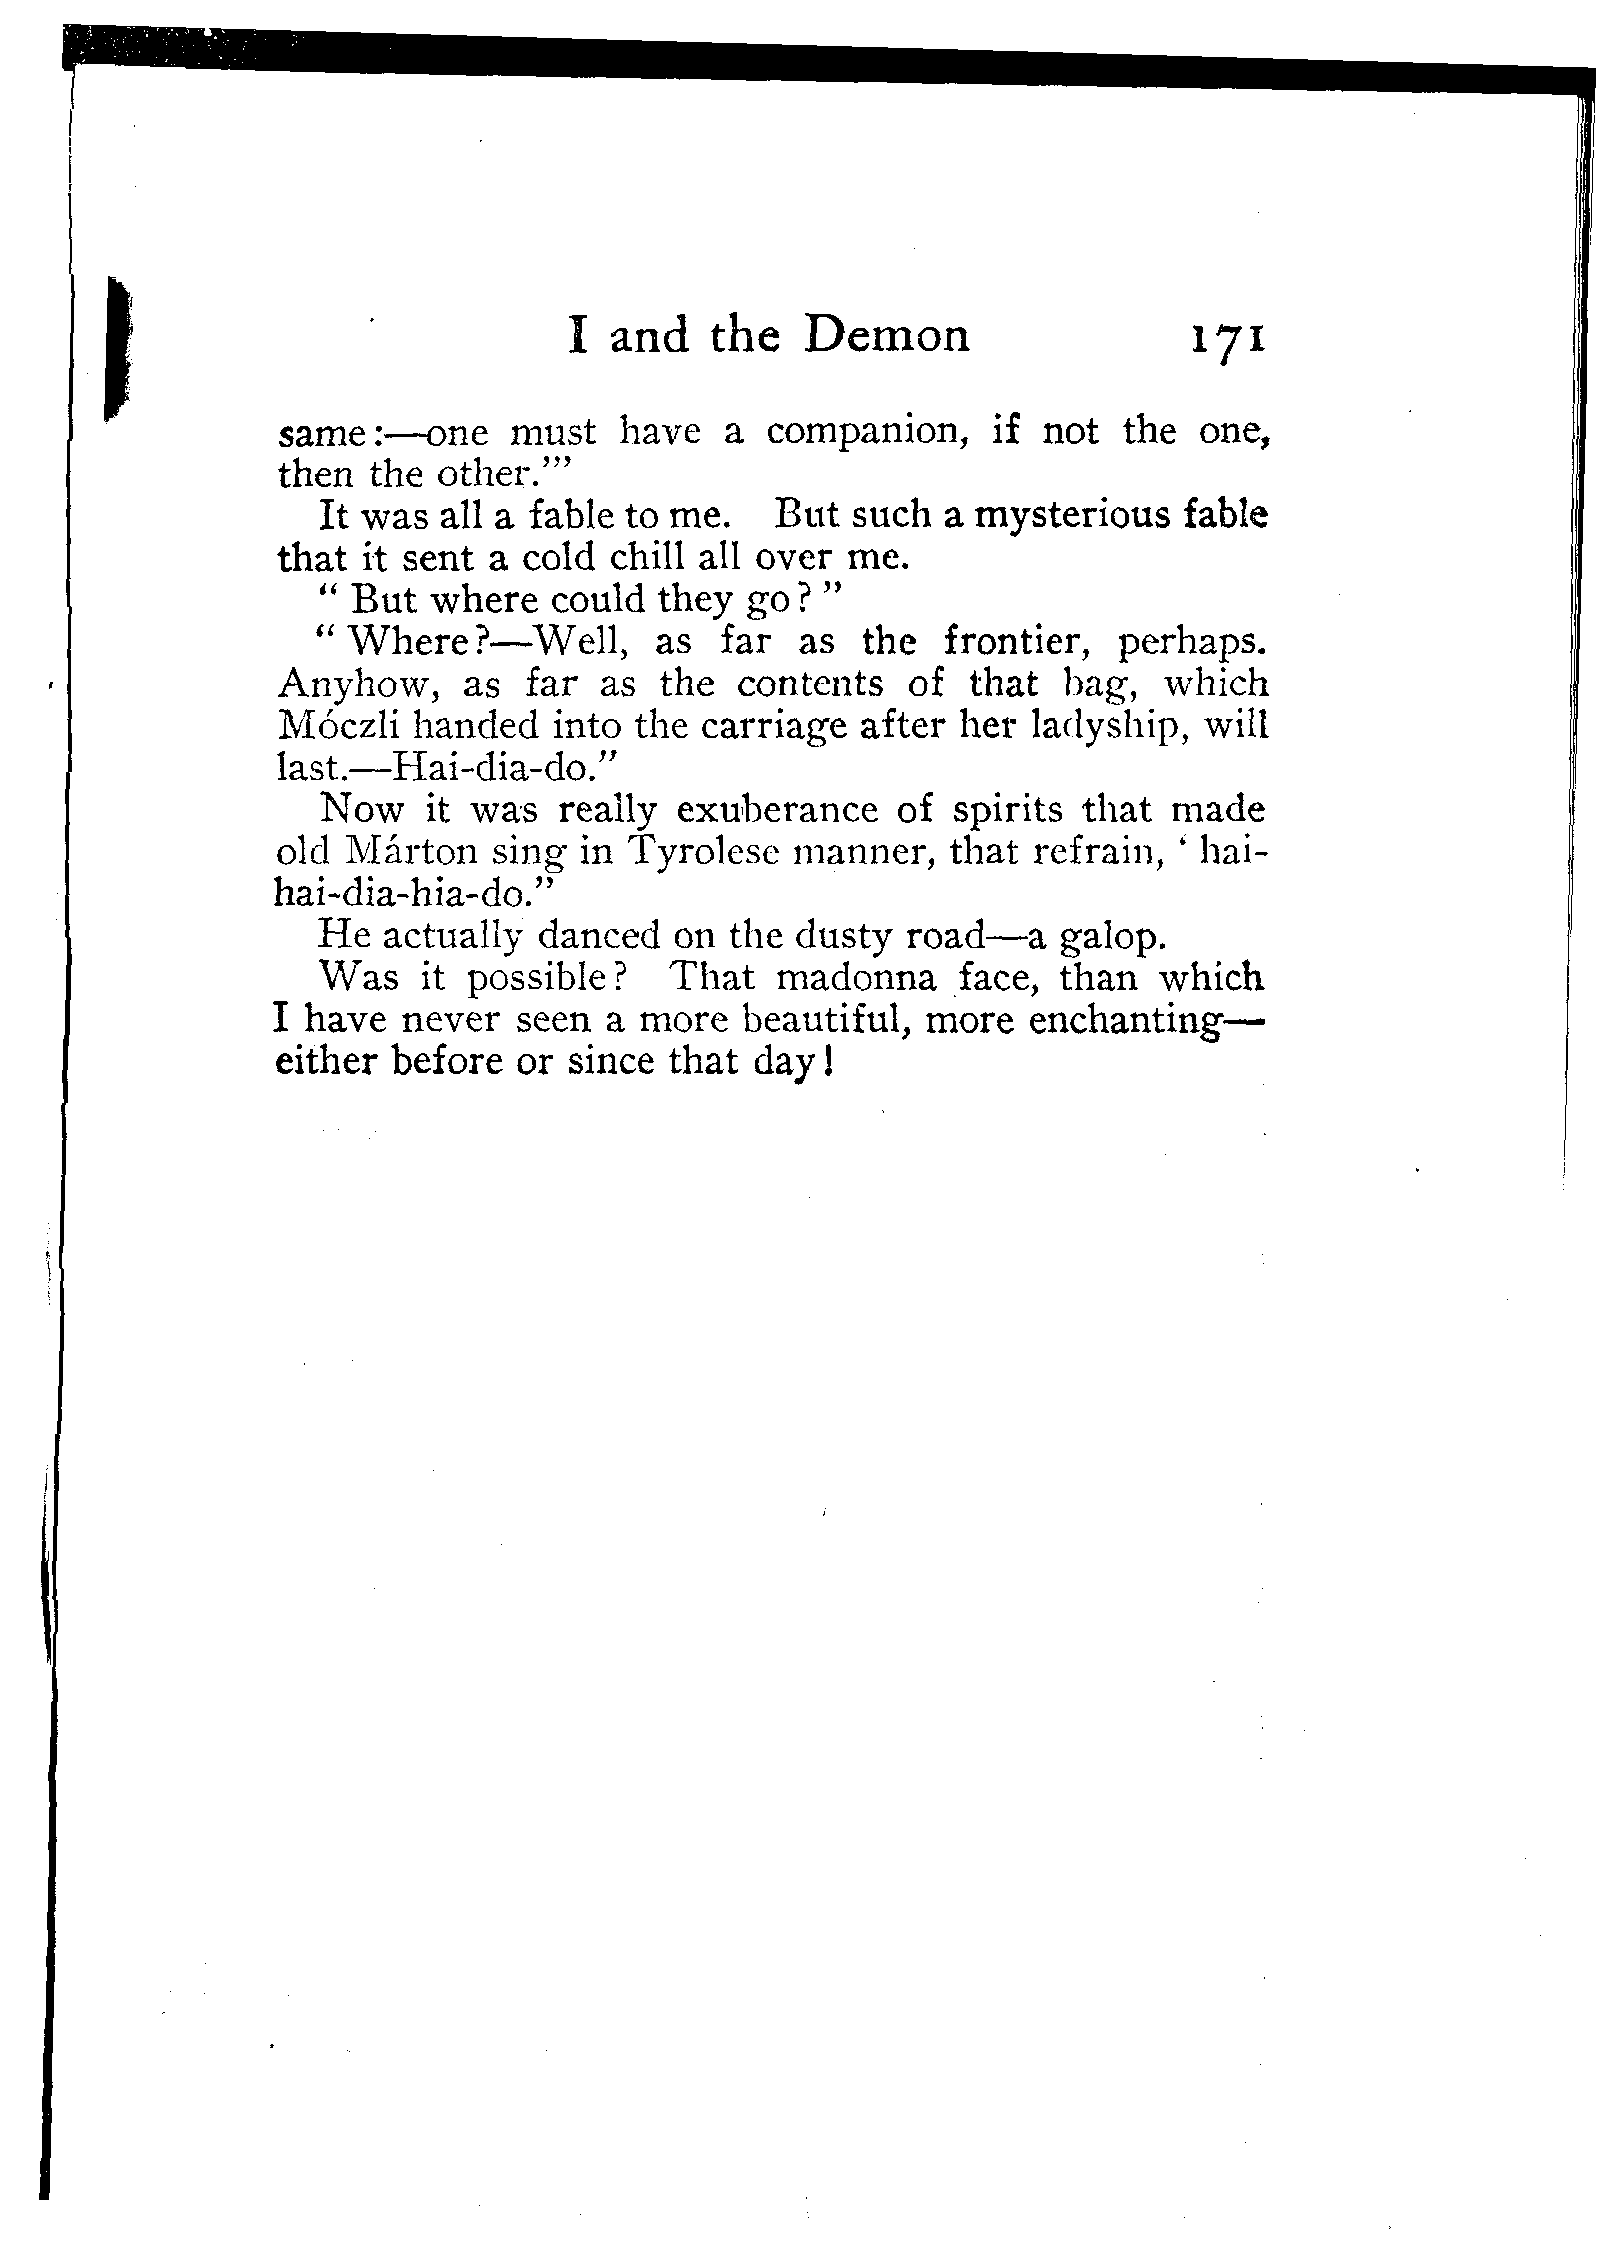 I and the Demon 171
same:—one must have a companion, if not the one,
then the other.'"
It was all a fable to me. But such a mysterious fable
that it sent a cold chill all over me.
" But where could they go? "
" Where?—Well, as far as the frontier, perhaps.
Anyhow, as far as the contents of that bag, which
Móczli handed into the carriage after her ladyship, will
last.—Hai-dia-do."
Now it was really exuberance of spirits that made
old Márton sing in Tyrolese manner, that refrain, ' hai-
hai-dia-hia-do."
He actually danced on the dusty road—a galop.
Was it possible? That madonna face, than which
I have never seen a more beautiful, more enchanting—
either before or since that day!